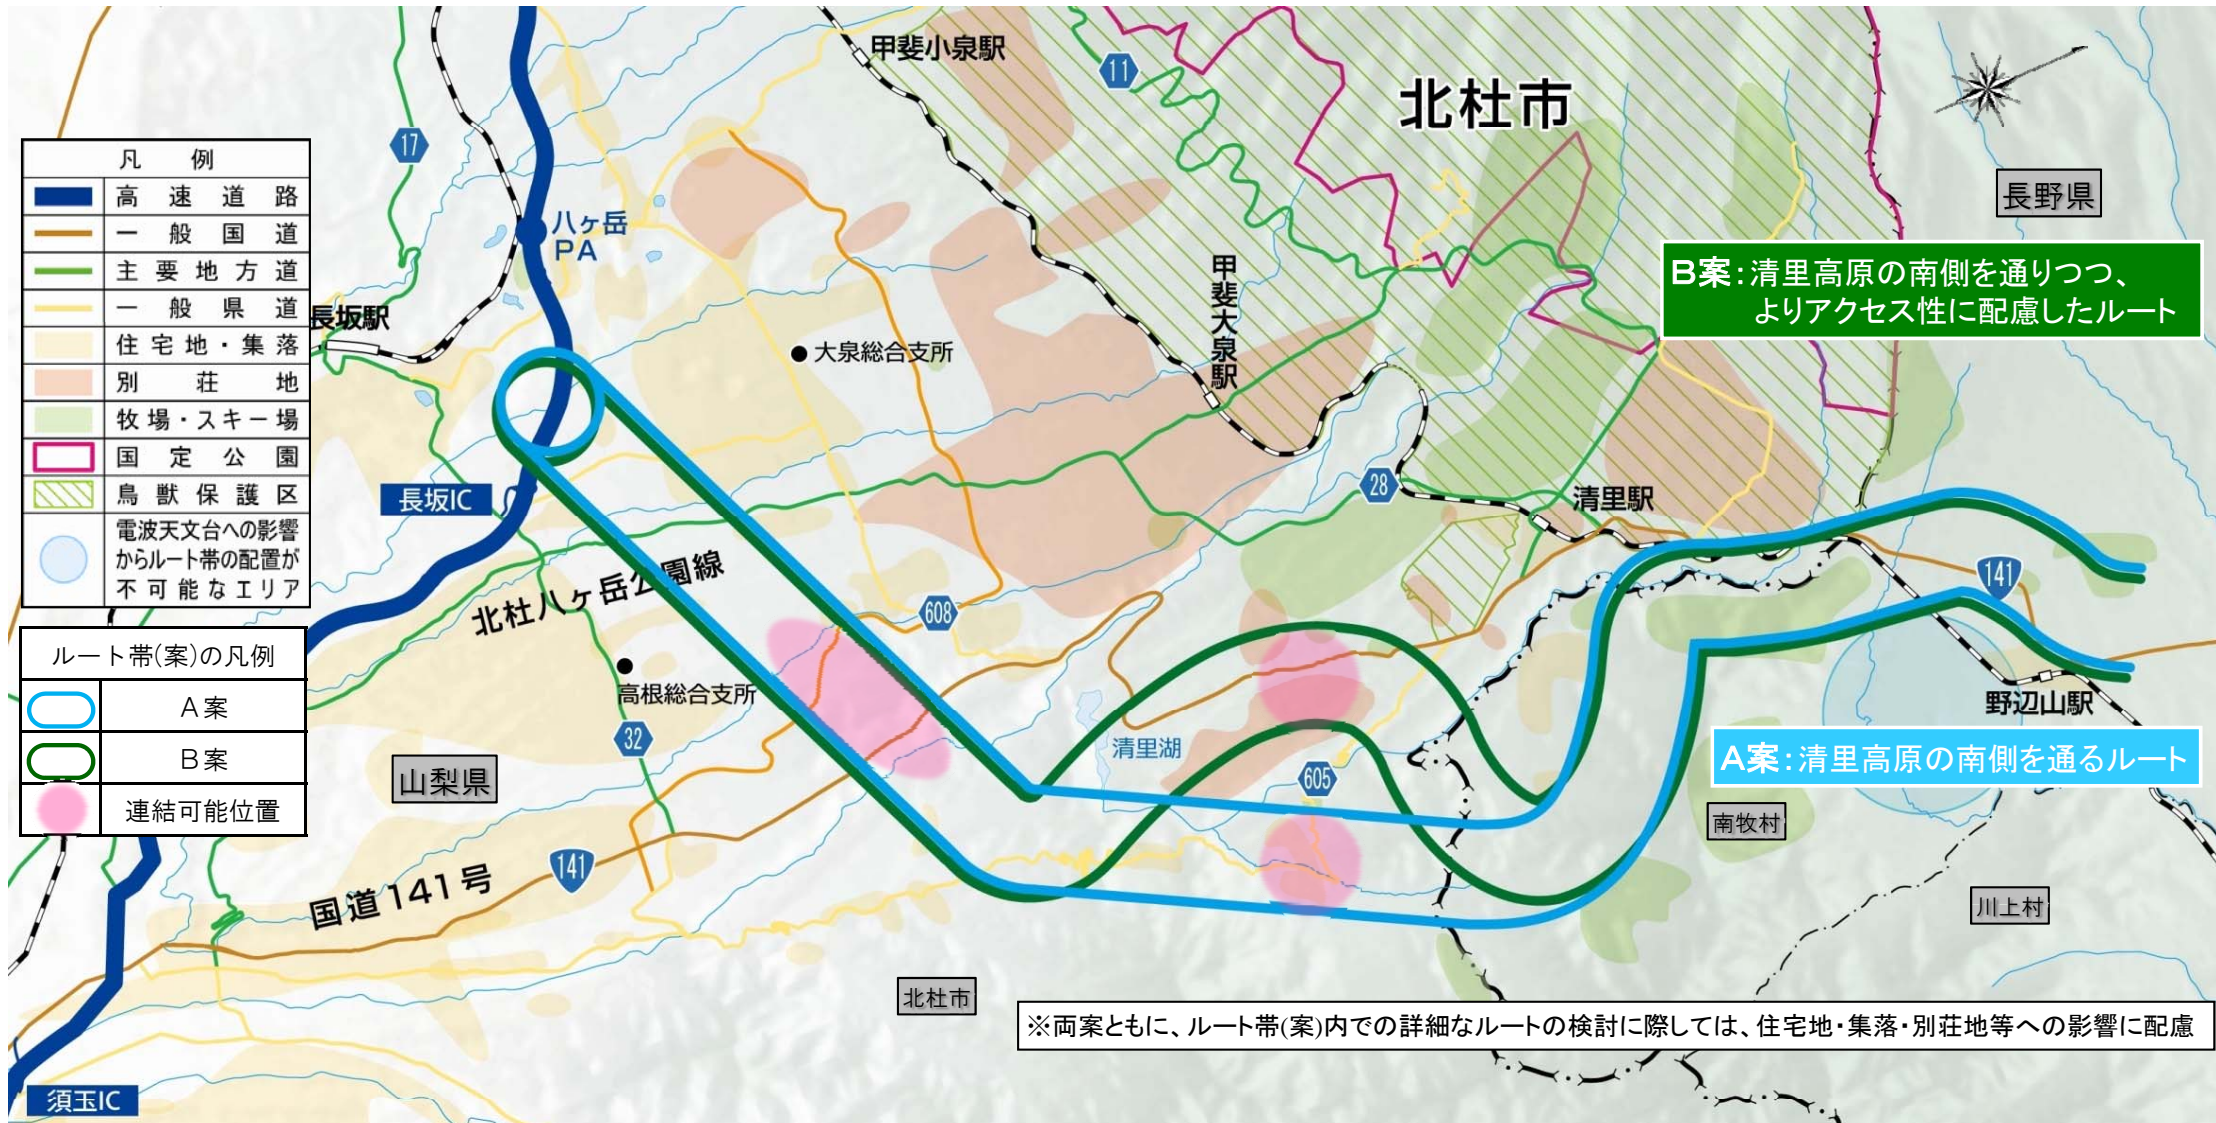 甲斐小泉駅
11
北杜市
17
凡例
高速道路
一般国道
主要地方道
一般県道
住宅地・集落
別荘地
牧場・スキー場
国定公園
鳥獣保護区
電波天文台への影響
からルート帯の配置が
不可能なエリア
八ヶ岳
PA
長野県
B案：清里高原の南側を通りつつ、
よりアクセス性に配慮したルート
甲斐大泉駅
長坂駅
大泉総合支所
長坂IC
28
清里駅
北杜八ヶ岳公園線
608
141
ルート帯(案)の凡例
A案
B案
連結可能位置
高根総合支所
32
山梨県
清里湖
605
野辺山駅
A案：清里高原の南側を通るルート
南牧村
川上村
141
国道141号
北杜市
※両案ともに、ルート帯(案)内での詳細なルートの検討に際しては、住宅地・集落・別荘地等への影響に配慮
須玉IC